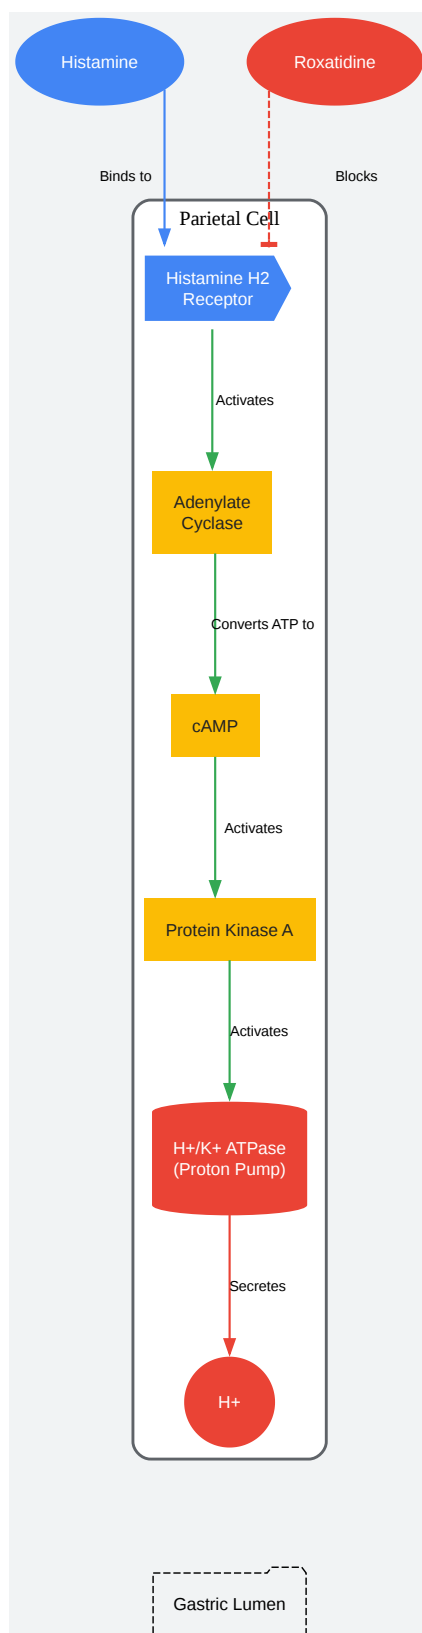 Histamine
Roxatidine
Binds to
Blocks
Parietal Cell
Histamine H2
Receptor
Activates
Adenylate
Cyclase
Converts ATP to
cAMP
Activates
Protein Kinase A
Activates
H+/K+ ATPase
(Proton Pump)
Secretes
H+
Gastric Lumen